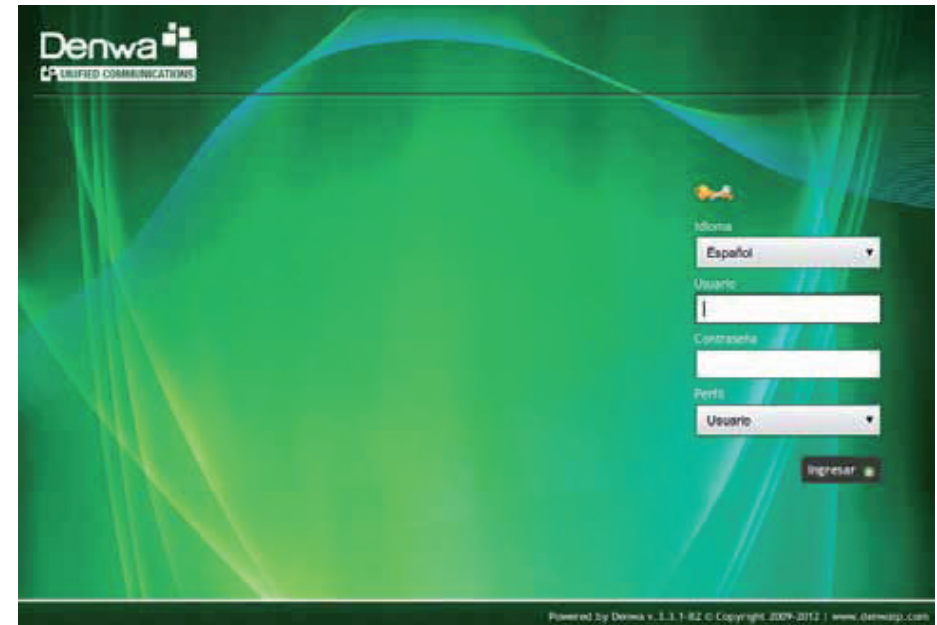 Denwa
UNIFIED COMMUNICATIONS
Idioma
Español
Usuario
Contraseña
Perfil
Usuario
Ingresar
Powered by Denwa v.3.3.1-R2 © Copyright 2009-2012 | www.denwaip.com